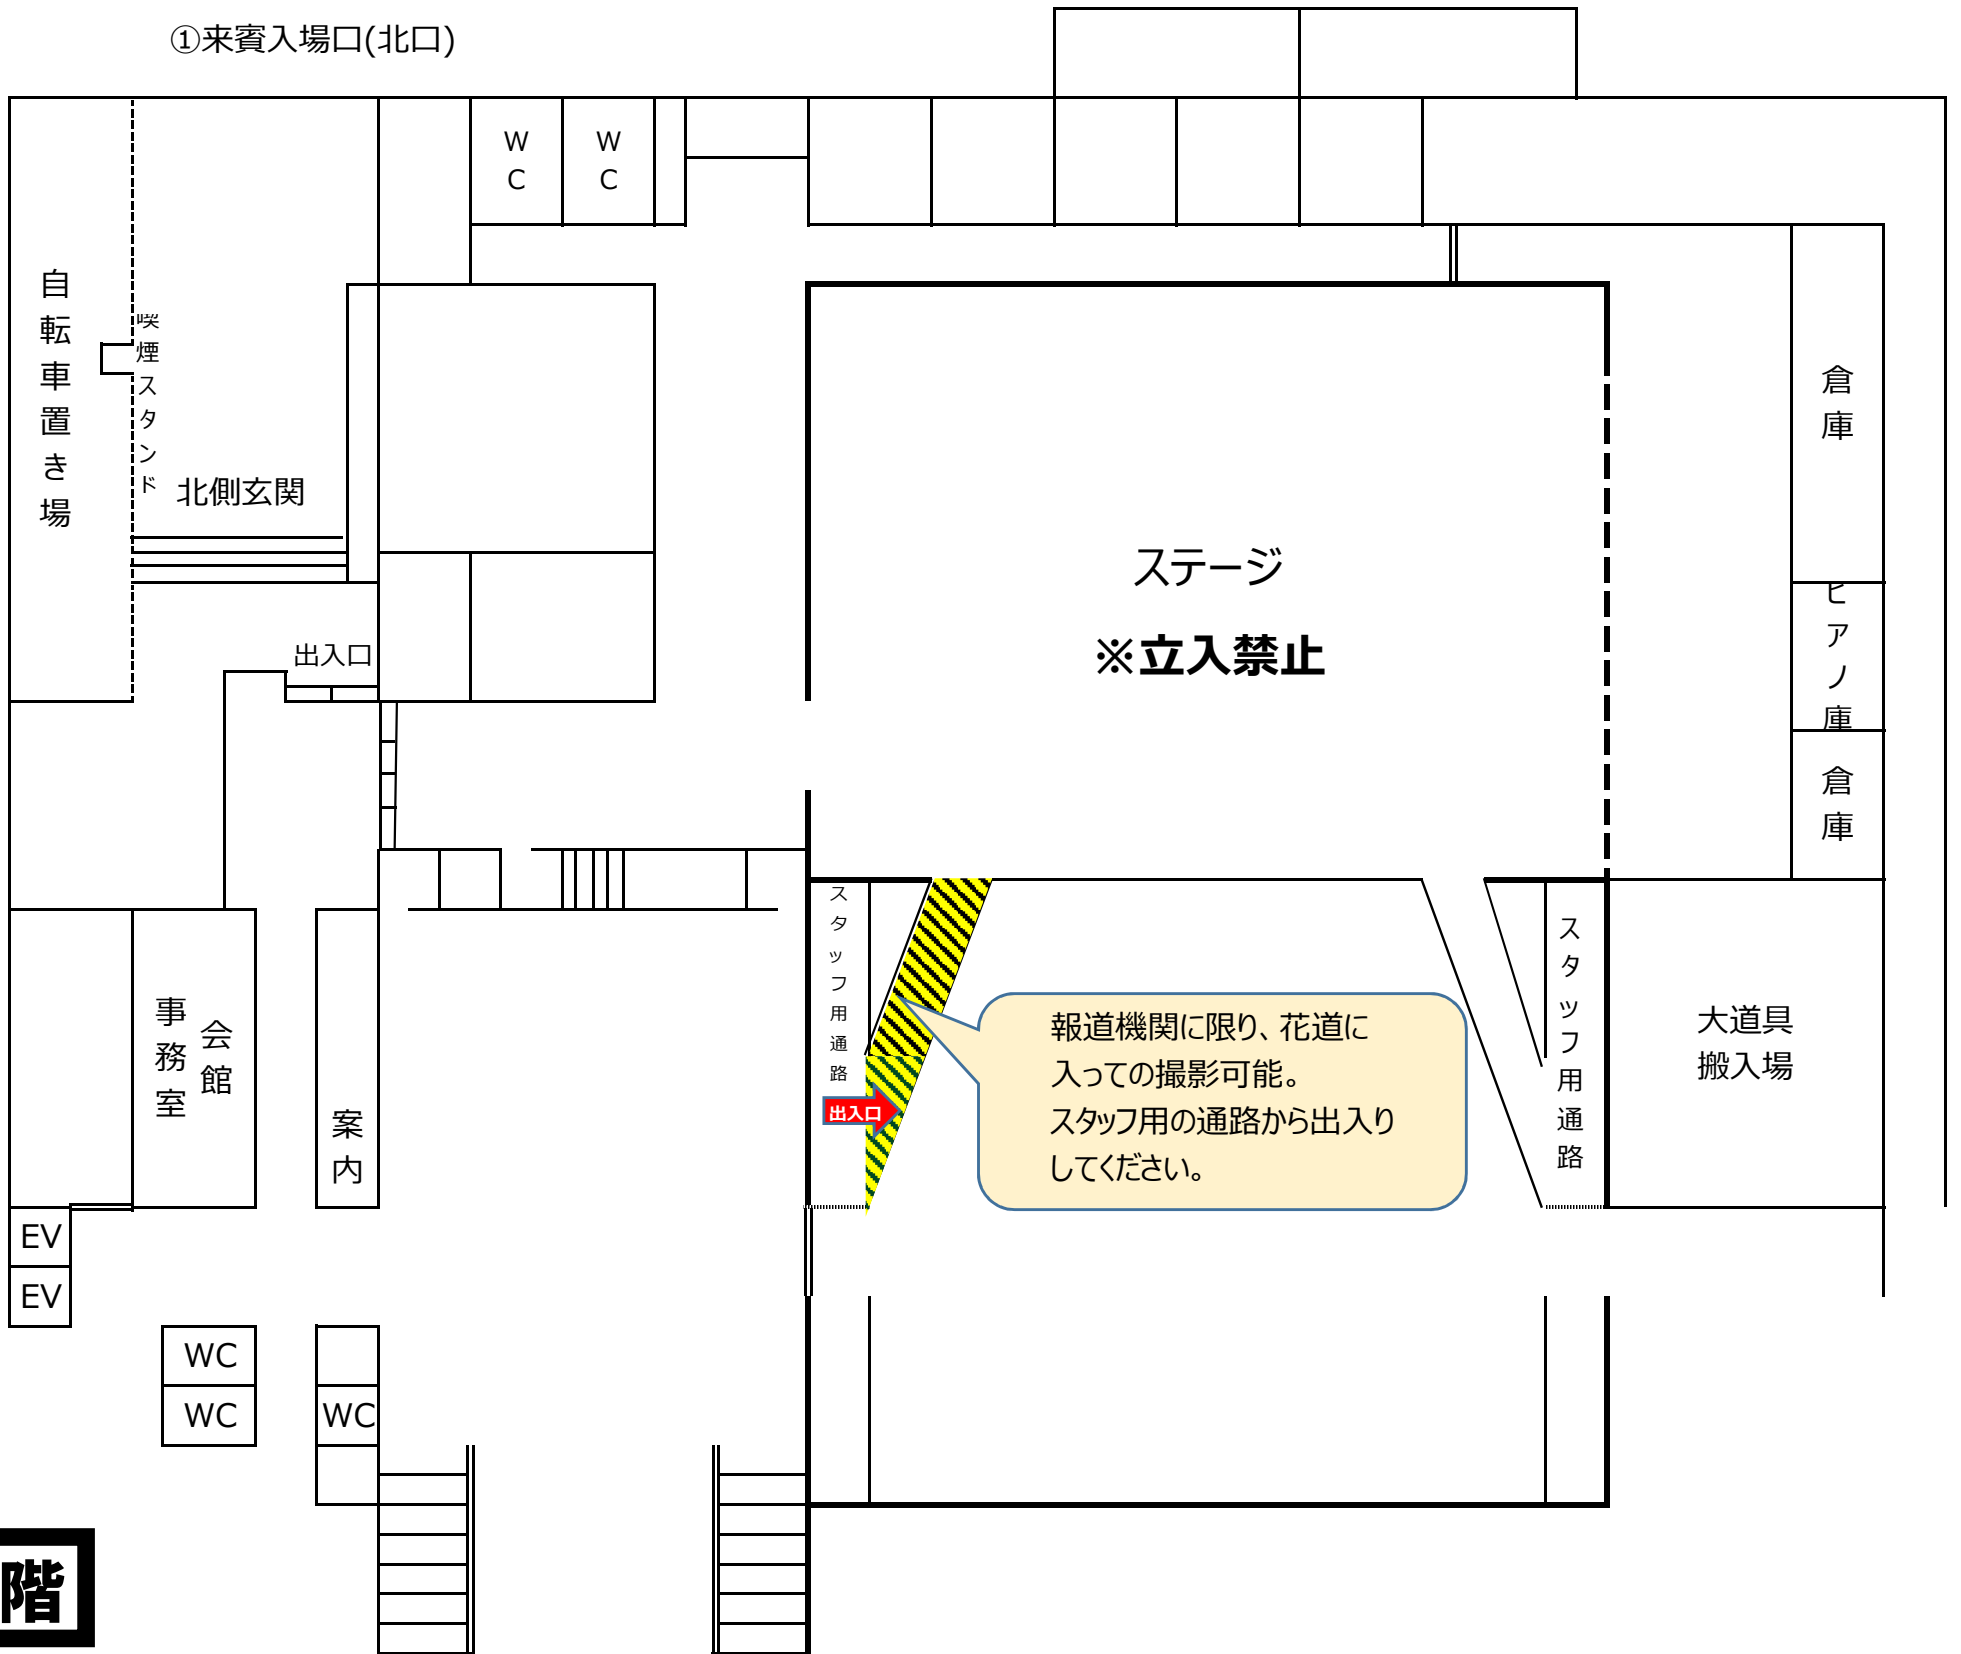 ①来賓入場口(北口)
WC
WC
自転車置き場
喫煙スタンド
北側玄関
出入口
ステージ
※立入禁止
倉庫
ピアノ庫
倉庫
スタッフ用通路
出入口
報道機関に限り、花道に
入っての撮影可能。
スタッフ用の通路から出入り
してください。
スタッフ用通路
大道具
搬入場
会館
事務室
案内
EV
EV
WC
WC
WC
階